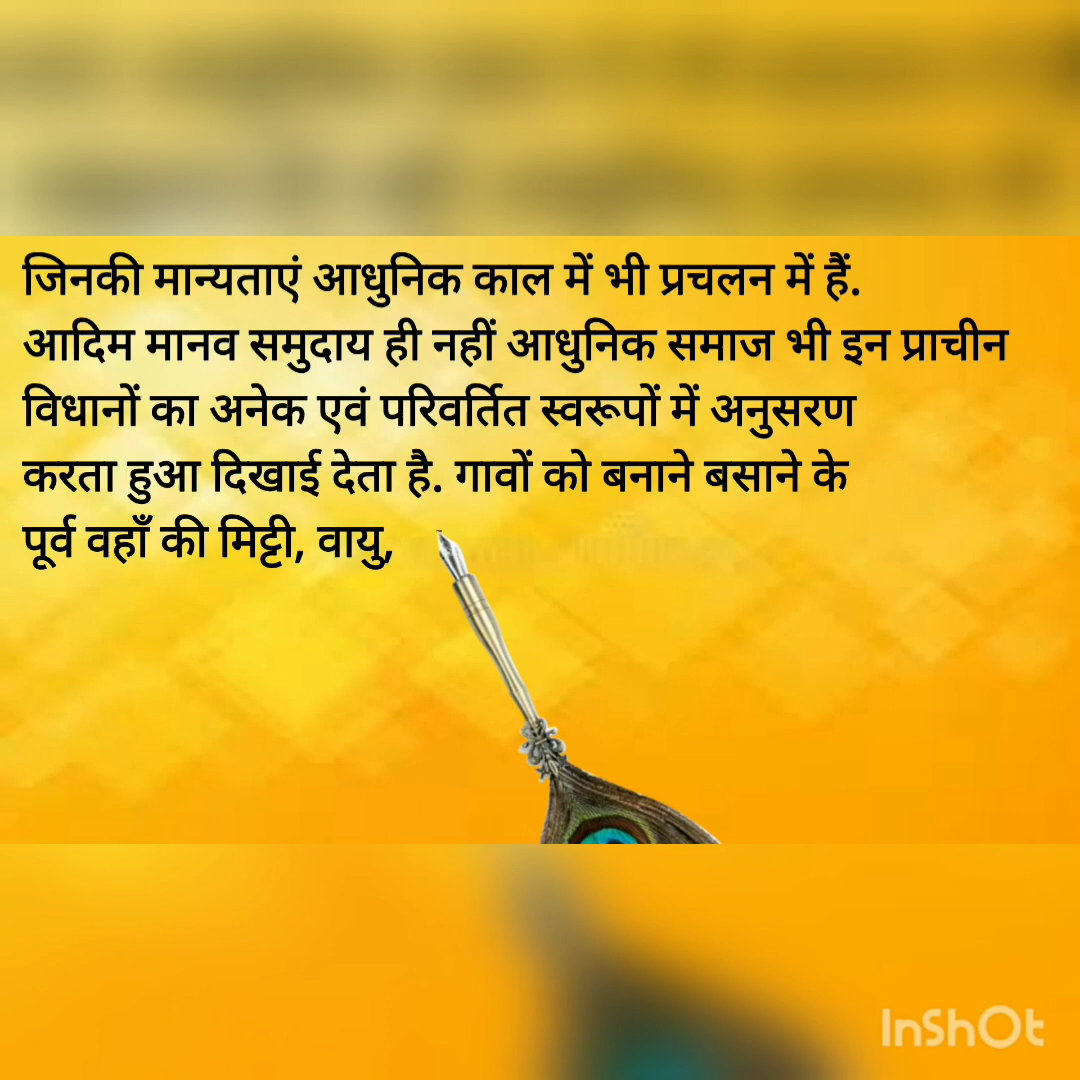 जिनकी मान्यताएं आधुनिक काल में भी प्रचलन में हैं.
आदिम मानव समुदाय ही नहीं आधुनिक समाज भी इन प्राचीन
विधानों का अनेक एवं परिवर्तित स्वरूपों में अनुसरण
करता हुआ दिखाई देता है. गावों को बनाने बसाने के
पूर्व वहाँ की मिट्टी, वायु,
InShOt